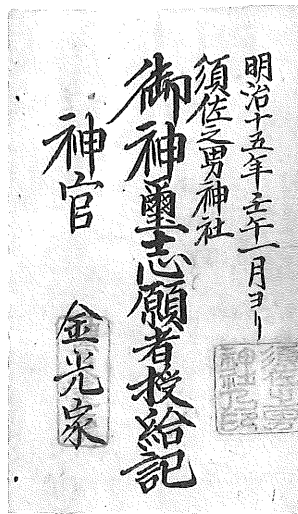 明治十五年壬午一月ヨリ
須佐之男神社
御神璽志願者授給記
神官
金光家